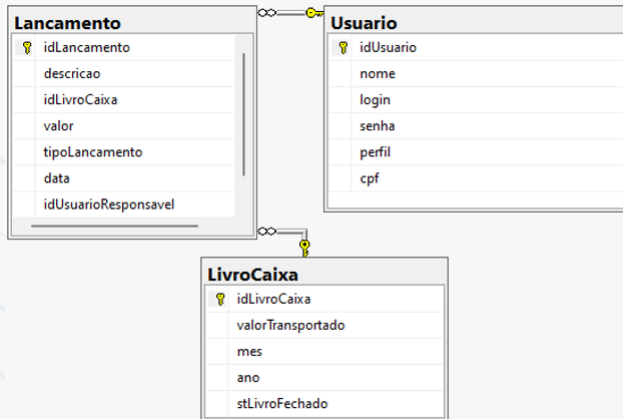 Lancamento
idLancamento
descricao
idLivroCaixa
valor
tipoLancamento
data
idUsuarioResponsavel
Usuario
idUsuario
nome
login
senha
perfil
cpf
LivroCaixa
idLivroCaixa
valorTransportado
mes
ano
stLivroFechado